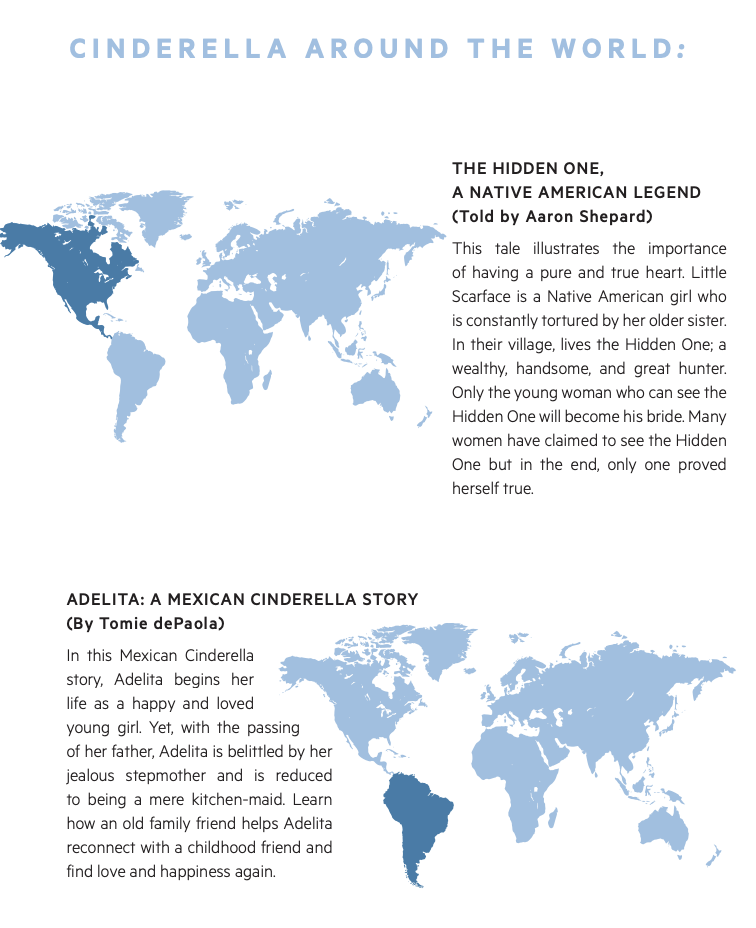 CINDERELLA AROUND THE WORLD:
THE HIDDEN ONE,
A NATIVE AMERICAN LEGEND
(Told by Aaron Shepard)
This tale illustrates the importance
of having a pure and true heart. Little
Scarface is a Native American girl who
is constantly tortured by her older sister.
In their village, lives the Hidden One; a
wealthy, handsome, and great hunter.
Only the young woman who can see the
Hidden One will become his bride. Many
women have claimed to see the Hidden
One but in the end, only one proved
herself true.
ADELITA: A MEXICAN CINDERELLA STORY
(By Tomie dePaola)
In this Mexican Cinderella
story, Adelita begins her
life as a happy and loved
young girl. Yet, with the passing
of her father, Adelita is belittled by her
jealous stepmother and is reduced
to being a mere kitchen-maid. Learn
how an old family friend helps Adelita
reconnect with a childhood friend and
find love and happiness again.